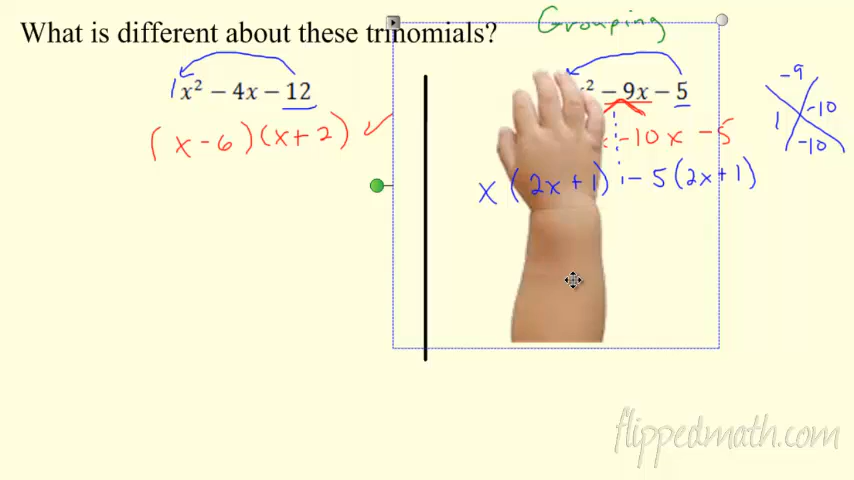 What is different about these trinomials?
Grouping
1x² − 4x − 12
² − 9x − 5
(x − 6)(x + 2)
-10x − 5
x(2x + 1) − 5(2x + 1)
-9
1
-10
-10
flippedmath.com